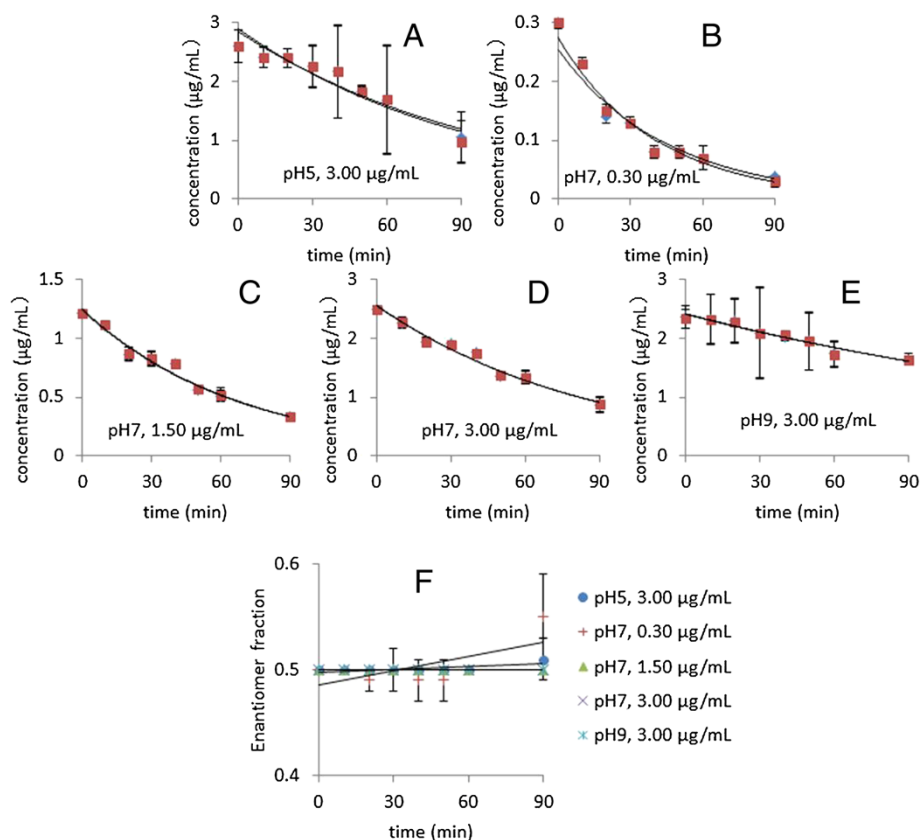 A
concentration (μg/mL)
3
2
1
0
pH5, 3.00 μg/mL
0 30 60 90
time (min)
B
concentration (μg/mL)
0.3
0.2
0.1
0
pH7, 0.30 μg/mL
0 30 60 90
time (min)
C
concentration (μg/mL)
1.5
1
0.5
0
pH7, 1.50 μg/mL
0 30 60 90
time (min)
D
concentration (μg/mL)
3
2
1
0
pH7, 3.00 μg/mL
0 30 60 90
time (min)
E
concentration (μg/mL)
3
2
1
0
pH9, 3.00 μg/mL
0 30 60 90
time (min)
F
Enantiomer fraction
0.6
0.5
0.4
0 30 60 90
time (min)
pH5, 3.00 μg/mL
pH7, 0.30 μg/mL
pH7, 1.50 μg/mL
pH7, 3.00 μg/mL
pH9, 3.00 μg/mL